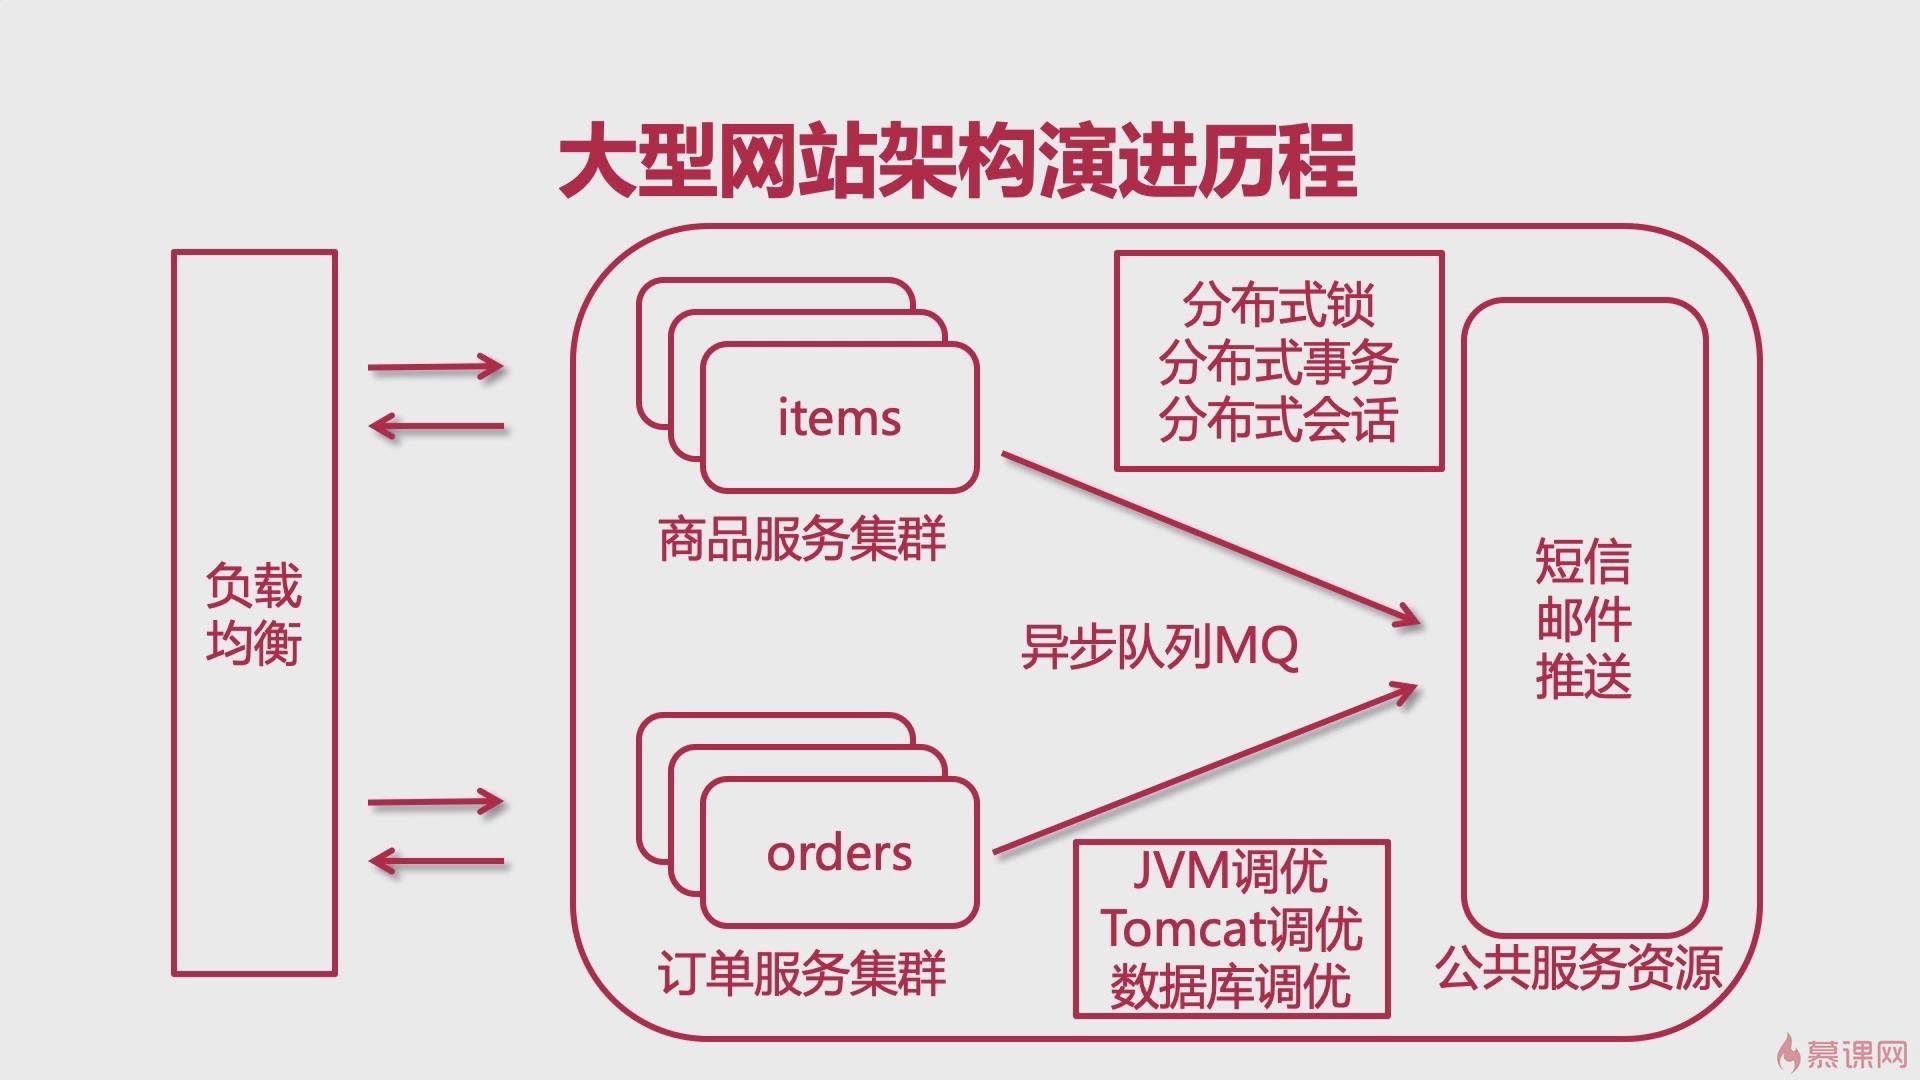 大型网站架构演进历程
负载
均衡
items
商品服务集群
分布式锁
分布式事务
分布式会话
异步队列MQ
短信
邮件
推送
orders
订单服务集群
JVM调优
Tomcat调优
数据库调优
公共服务资源
慕课网